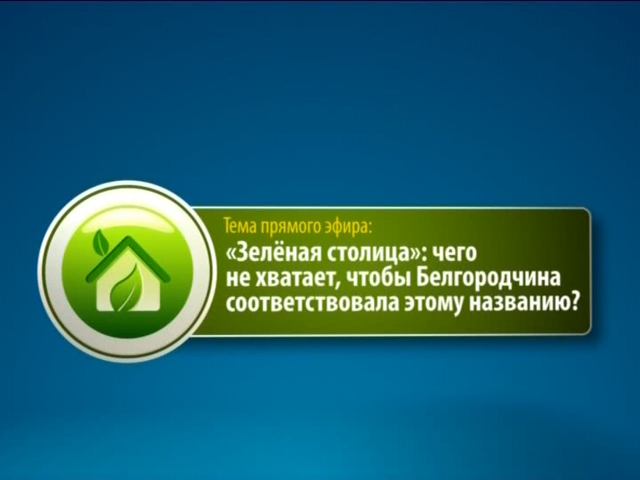 Тема прямого эфира:
«Зелёная столица»: чего
не хватает, чтобы Белгородчина
соответствовала этому названию?